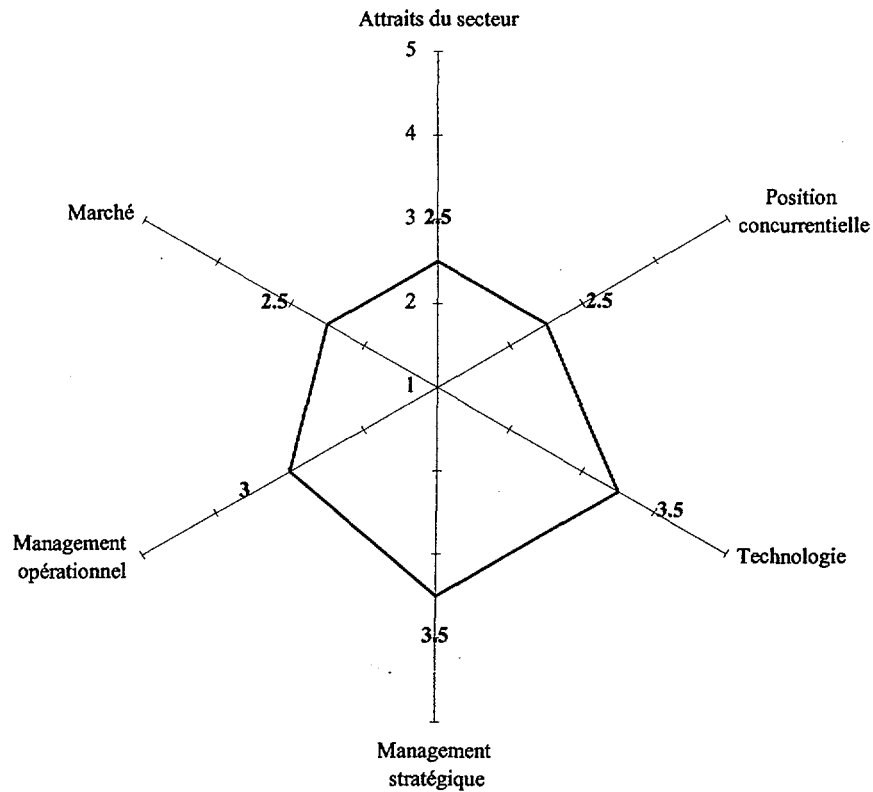 Attraits du secteur
5
4
Marché
3 2.5
Position
concurrentielle
2.5
2
2.5
1
3
3.5
Management
opérationnel
Technologie
3.5
Management
stratégique